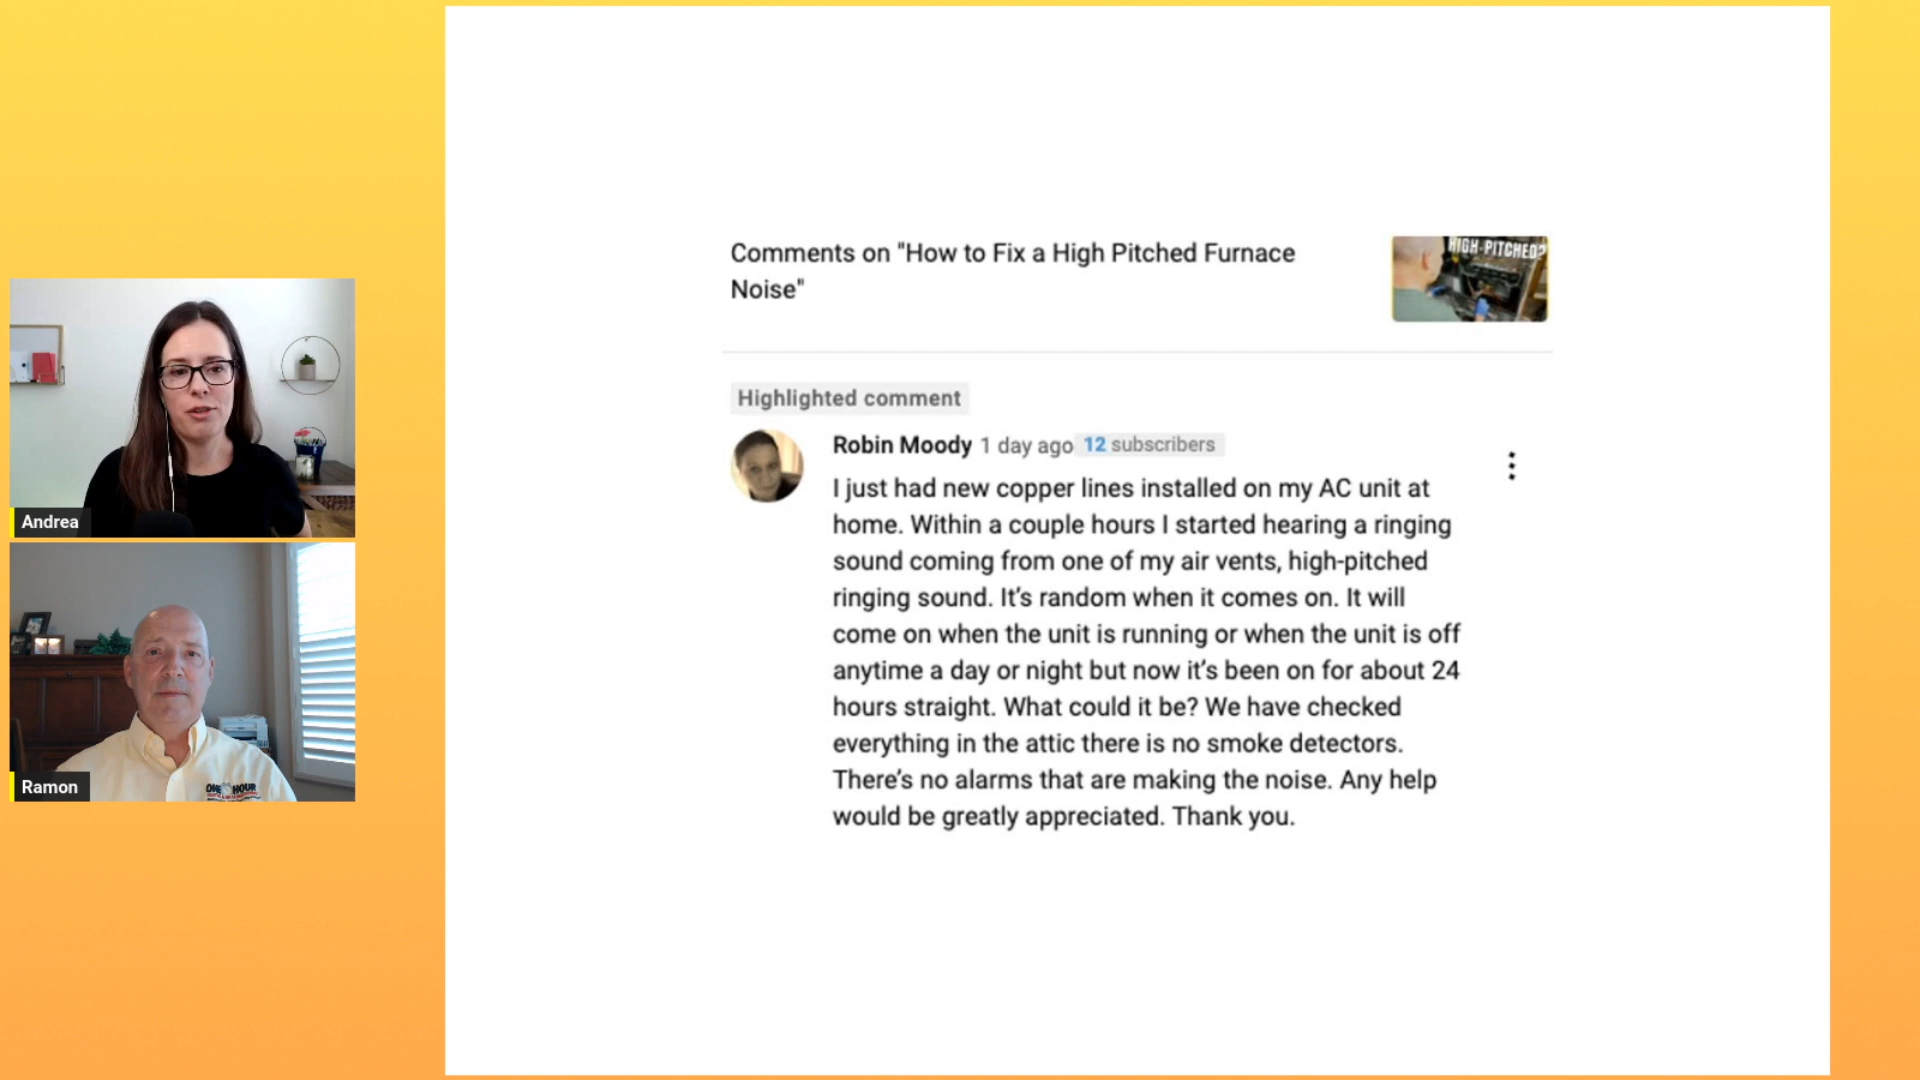 Comments on "How to Fix a High Pitched Furnace
Noise"
HIGH-PITCHED?
Highlighted comment
Robin Moody 1 day ago 12 subscribers
I just had new copper lines installed on my AC unit at
home. Within a couple hours I started hearing a ringing
sound coming from one of my air vents, high-pitched
ringing sound. It's random when it comes on. It will
come on when the unit is running or when the unit is off
anytime a day or night but now it's been on for about 24
hours straight. What could it be? We have checked
everything in the attic there is no smoke detectors.
There's no alarms that are making the noise. Any help
would be greatly appreciated. Thank you.
Andrea
Ramon
ONE HOUR